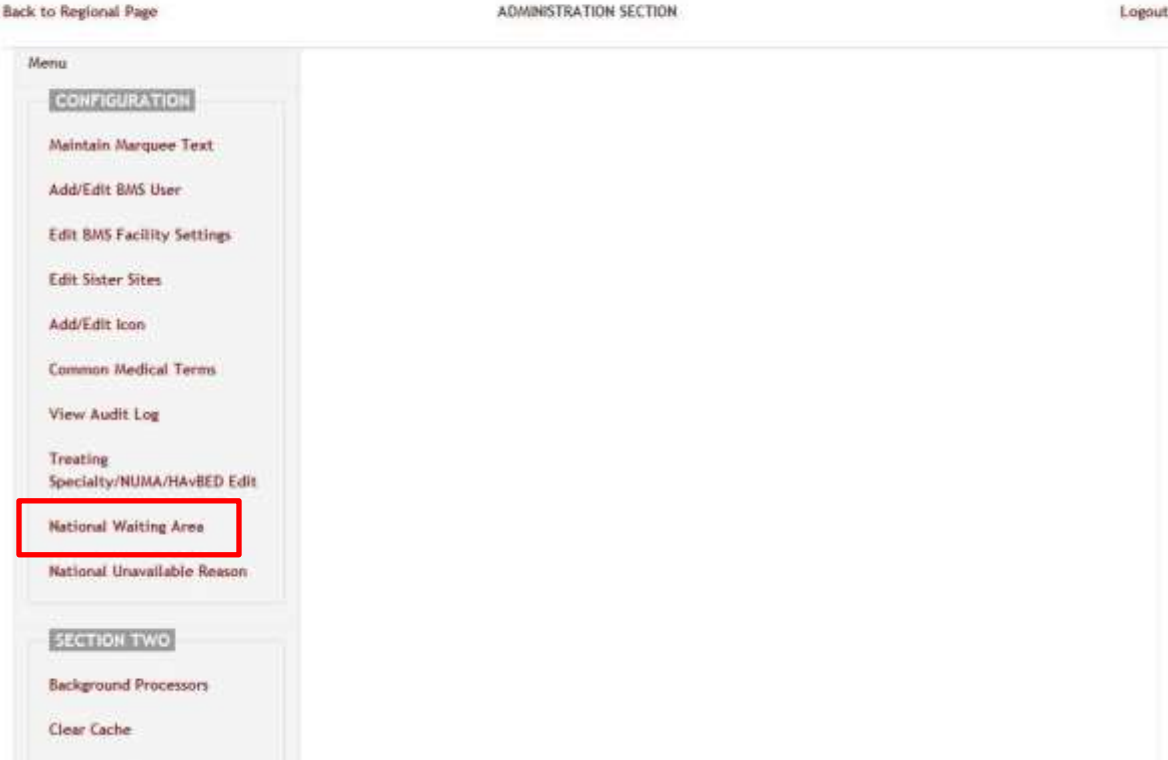 Back to Regional Page
ADMINISTRATION SECTION
Logout
Menu
CONFIGURATION
Maintain Marquee Text
Add/Edit BMS User
Edit BMS Facility Settings
Edit Sister Sites
Add/Edit Icon
Common Medical Terms
View Audit Log
Treating
Specialty/NUMA/HAvBED Edit
National Waiting Area
National Unavailable Reason
SECTION TWO
Background Processors
Clear Cache